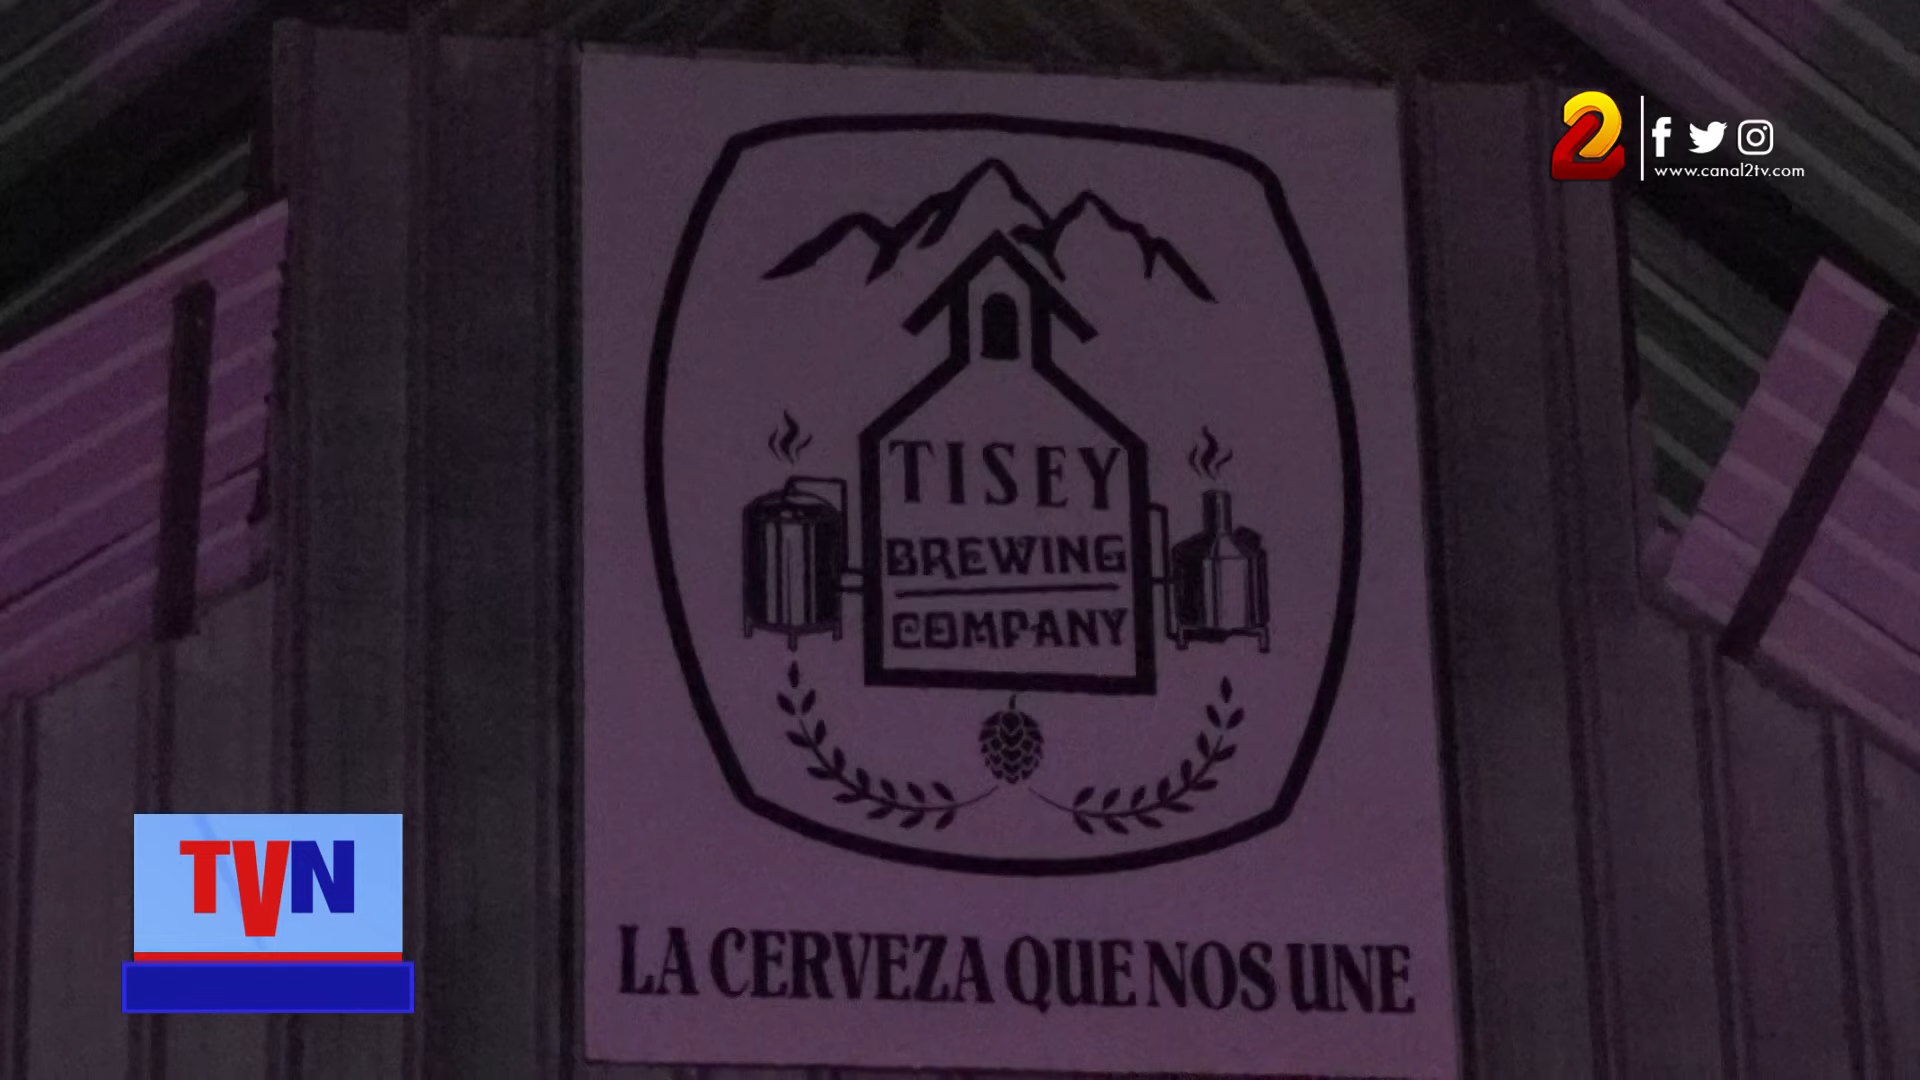 2
www.canal2tv.com
TISEY
BREWING
COMPANY
TVN
LA CERVEZA QUE NOS UNE